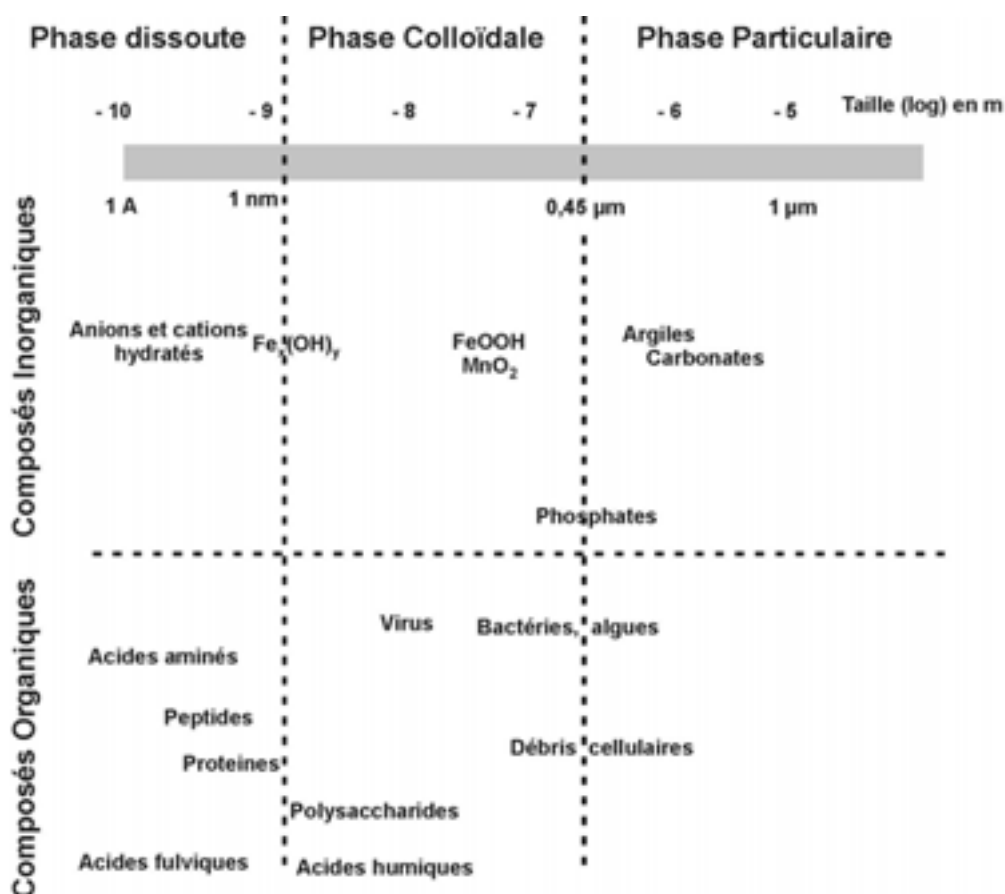 Phase dissoute
Phase Colloïdale
Phase Particulaire
- 10
- 9
- 8
- 7
- 6
- 5
Taille (log) en m
1 A
1 nm
0,45 µm
1 µm
Composés Inorganiques
Anions et cations
hydratés
Feₓ(OH)ᵧ
FeOOH
MnO₂
Argiles
Carbonates
Phosphates
Composés Organiques
Virus
Bactéries, algues
Acides aminés
Peptides
Débris cellulaires
Proteines
Polysaccharides
Acides fulviques
Acides humiques